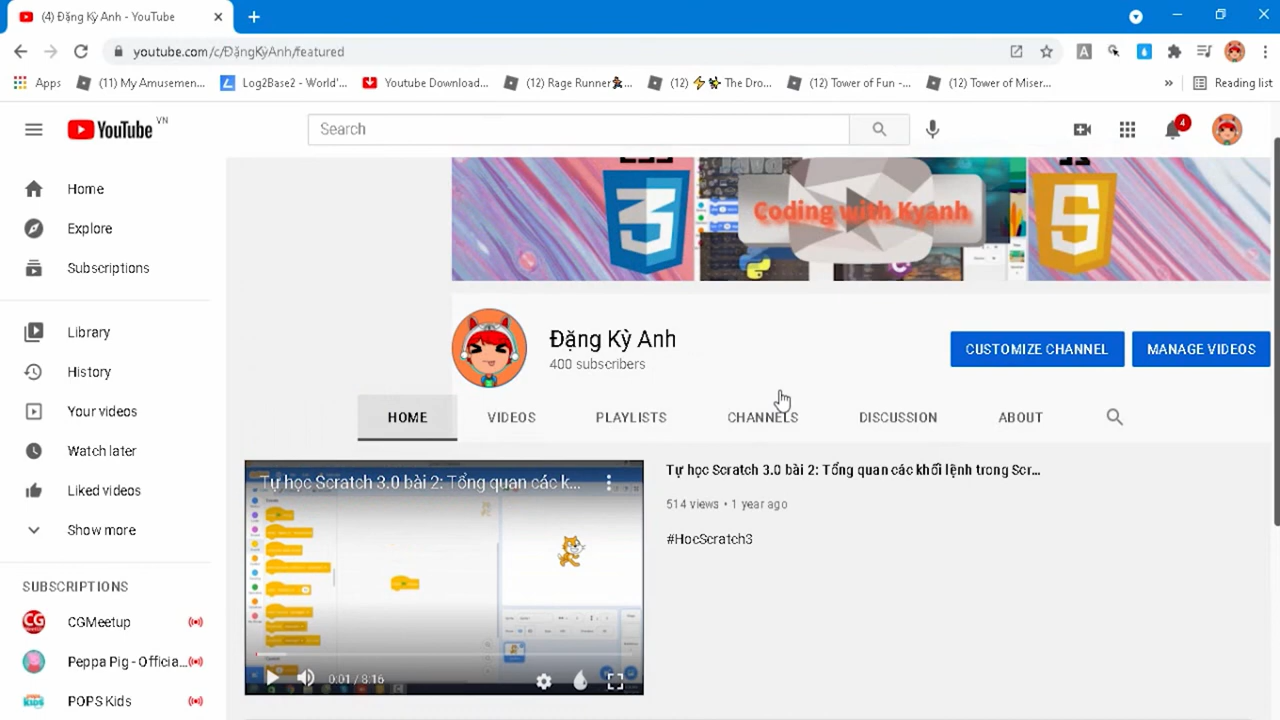 (4) Đặng Kỳ Anh - YouTube
youtube.com/c/ĐặngKỳAnh/featured
Apps
(11) My Amusemen...
Log2Base2 - World'...
Youtube Download...
(12) Rage Runner...
(12) The Dro...
(12) Tower of Fun -...
(12) Tower of Miser...
»
Reading list
YouTube VN
Search
4
Home
Explore
Subscriptions
Library
History
Your videos
Watch later
Liked videos
Show more
SUBSCRIPTIONS
CGMeetup
Peppa Pig - Officia...
POPS Kids
3
Coding with Kyanh
5
Đặng Kỳ Anh
400 subscribers
CUSTOMIZE CHANNEL
MANAGE VIDEOS
HOME
VIDEOS
PLAYLISTS
CHANNELS
DISCUSSION
ABOUT
Tự học Scratch 3.0 bài 2: Tổng quan các k...
0:01 / 8:16
Tự học Scratch 3.0 bài 2: Tổng quan các khối lệnh trong Scr...
514 views • 1 year ago
#HocScratch3